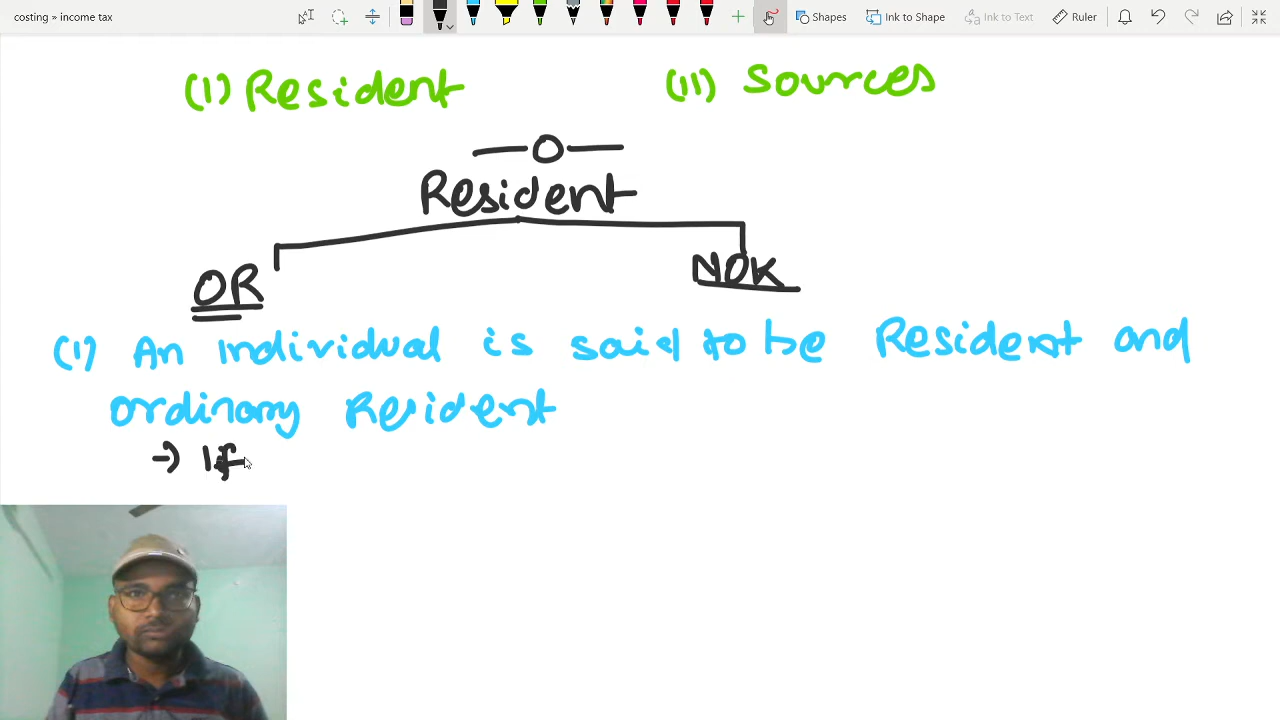 costing » income tax
Shapes Ink to Shape Ink to Text Ruler
(I) Resident (II) Sources
Resident
OR NOR
(I) An individual is said to be Resident and
ordinary Resident
→ If